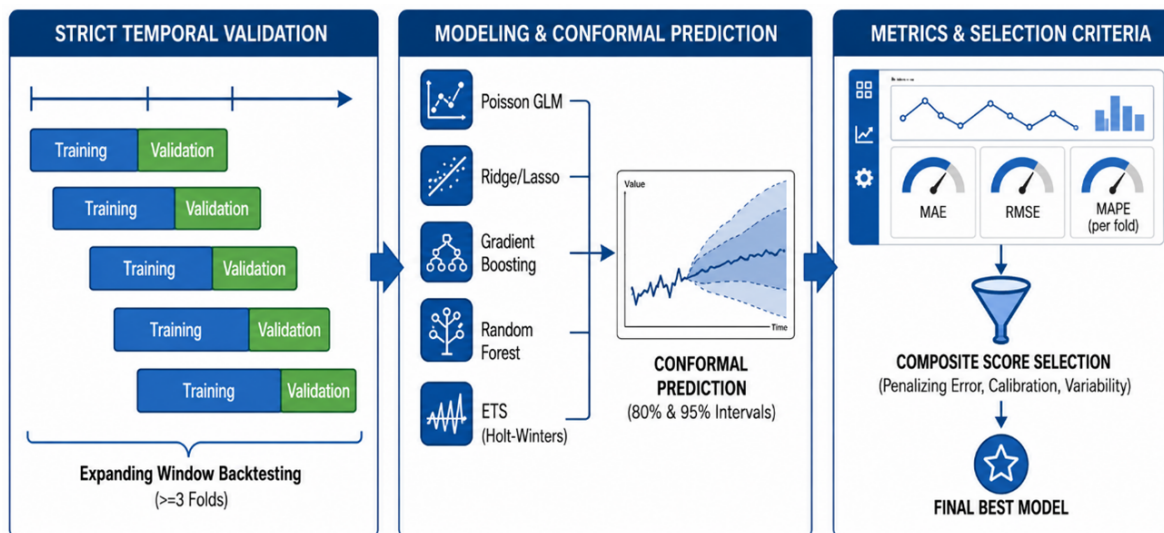 STRICT TEMPORAL VALIDATION
Training
Validation
Training
Validation
Training
Validation
Training
Validation
Training
Validation
Expanding Window Backtesting
(>=3 Folds)
MODELING & CONFORMAL PREDICTION
Poisson GLM
Ridge/Lasso
Gradient
Boosting
Random
Forest
ETS
(Holt-Winters)
Value
Time
CONFORMAL
PREDICTION
(80% & 95% Intervals)
METRICS & SELECTION CRITERIA
MAE
RMSE
MAPE
(per fold)
COMPOSITE SCORE SELECTION
(Penalizing Error, Calibration, Variability)
FINAL BEST MODEL